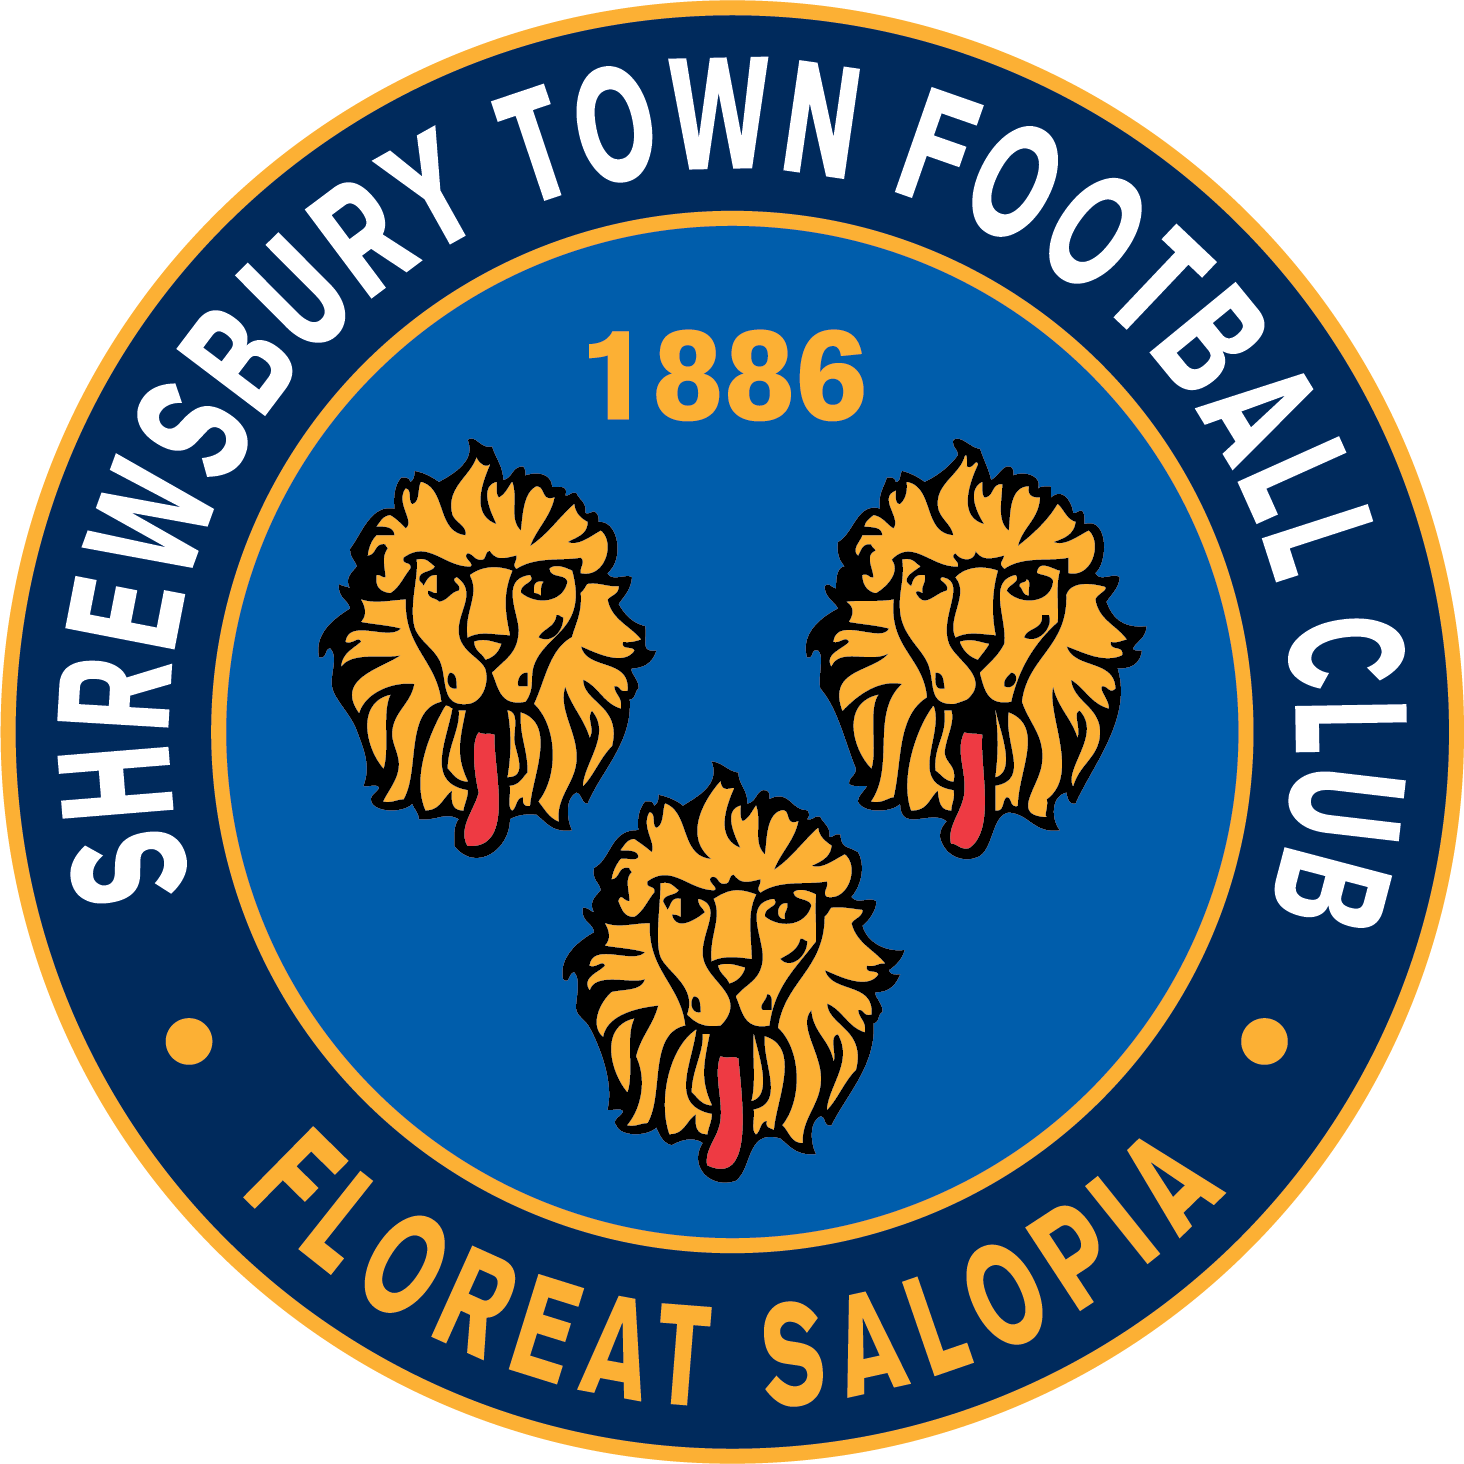 SHREWSBURY TOWN FOOTBALL CLUB
1886
FLOREAT SALOPIA